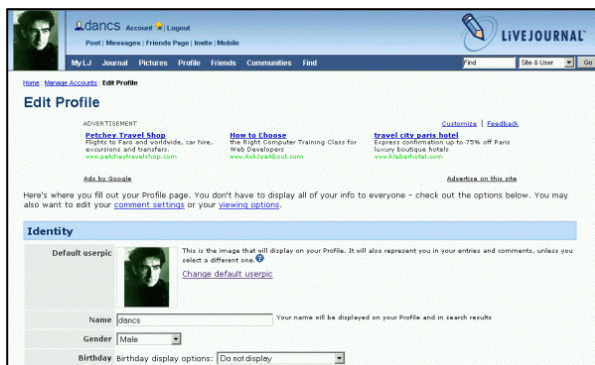 dancs Account | Logout
Post | Messages | Friends Page | Invite | Mobile
LIVEJOURNAL™
MyLJ Journal Pictures Profile Friends Communities Find
Find Site & User Go
Home Manage Accounts Edit Profile
Edit Profile
ADVERTISEMENT Customize | Feedback
Petchey Travel Shop How to Choose travel city paris hotel
Flights to Faro and worldwide, car hire, the Right Computer Training Class for Express confirmation up to 75% off Paris
excursions and transfers. Web Developers luxury boutique hotels
www.petcheytravelshop.com www.AskJoeAbout.com www.kleberhotel.com
Ads by Google Advertise on this site
Here's where you fill out your Profile page. You don't have to display all of your info to everyone - check out the options below. You may
also want to edit your comment settings or your viewing options.
Identity
Default userpic This is the image that will display on your Profile. It will also represent you in your entries and comments, unless you
select a different one.
Change default userpic
Name dancs Your name will be displayed on your Profile and in search results
Gender Male
Birthday Birthday display options: Do not display